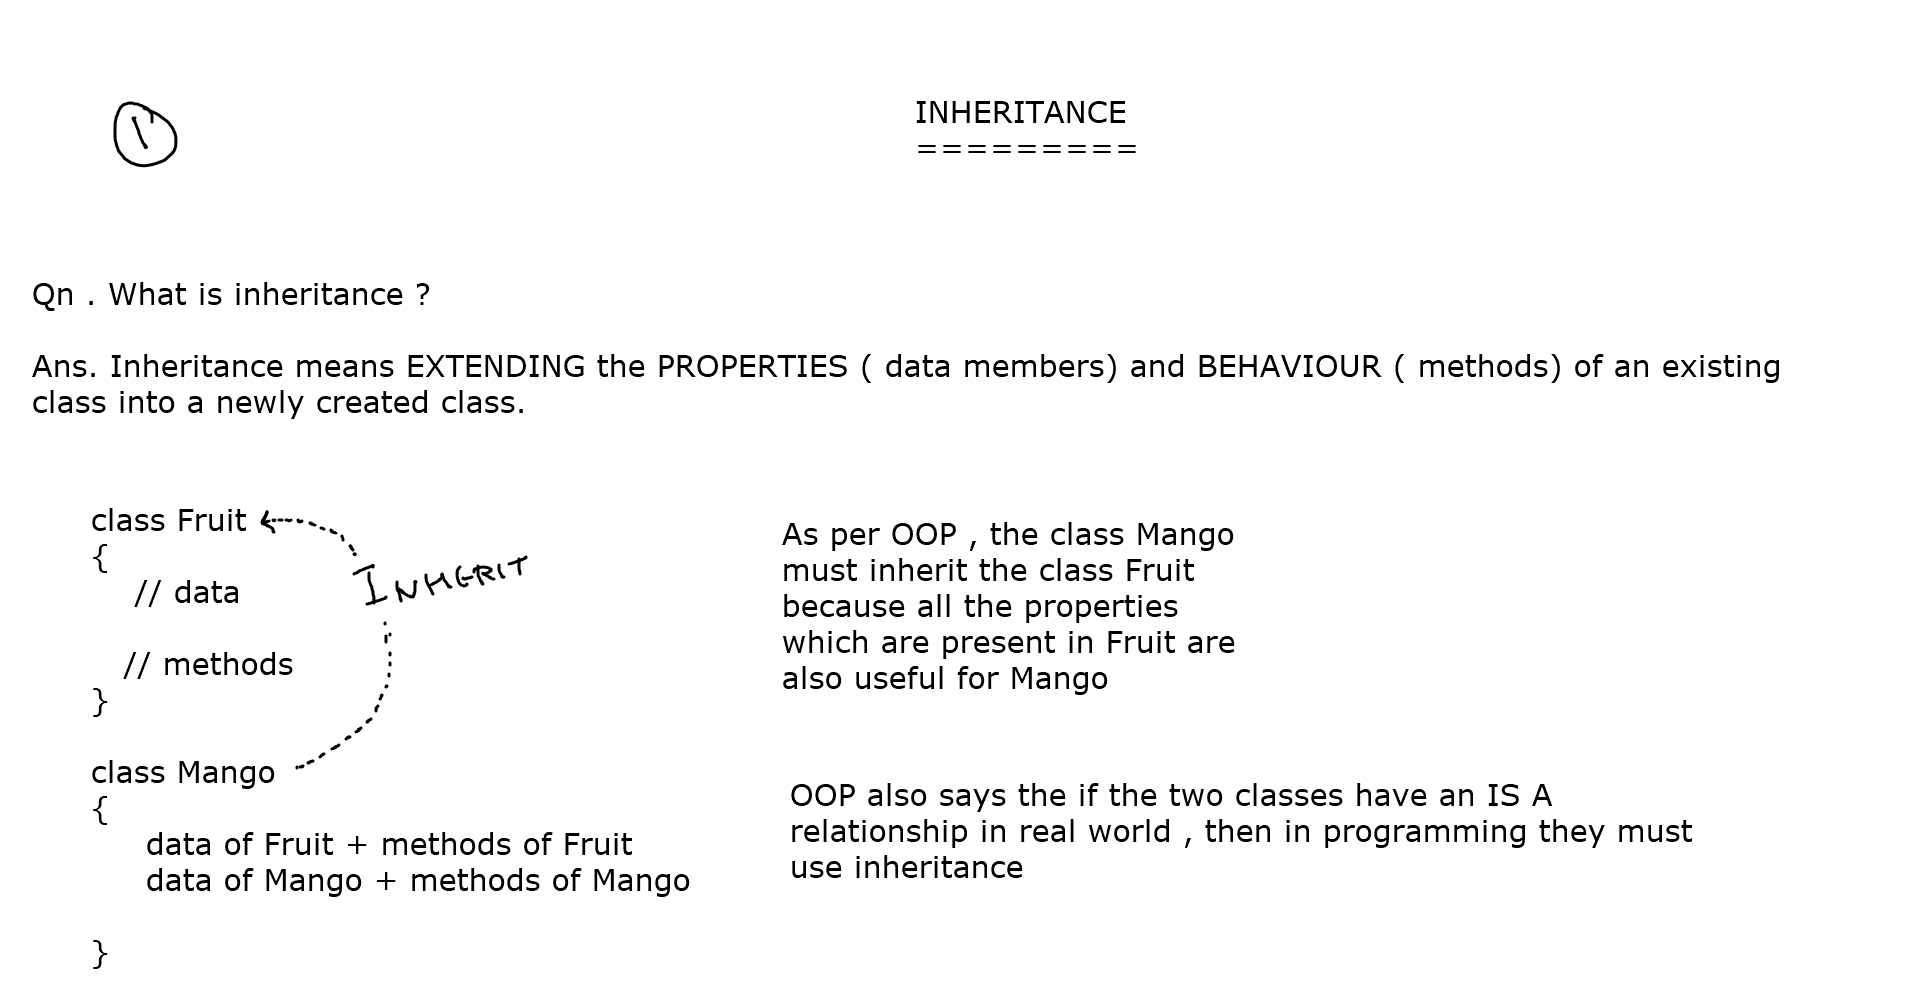 1
INHERITANCE
=========
Qn . What is inheritance ?
Ans. Inheritance means EXTENDING the PROPERTIES ( data members) and BEHAVIOUR ( methods) of an existing
class into a newly created class.
class Fruit
{
// data
// methods
}
INHERIT
class Mango
{
data of Fruit + methods of Fruit
data of Mango + methods of Mango
}
As per OOP , the class Mango
must inherit the class Fruit
because all the properties
which are present in Fruit are
also useful for Mango
OOP also says the if the two classes have an IS A
relationship in real world , then in programming they must
use inheritance